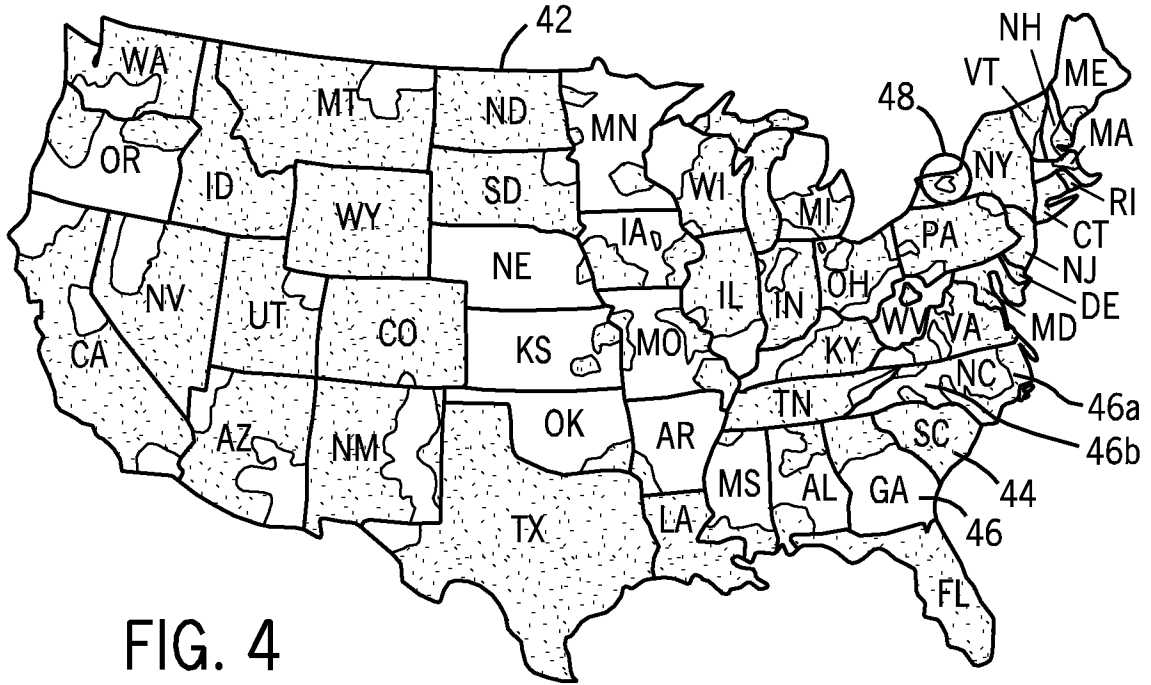 42
NH
WA
VT
ME
MT
ND
48
MN
MA
OR
NY
ID
SD
WI
RI
WY
MI
IA
PA
CT
NE
NJ
NV
UT
IL
IN
OH
DE
CO
WV
VA
MD
CA
KS
MO
KY
NC
46a
TN
AZ
NM
OK
AR
SC
46b
MS
AL
GA
44
TX
LA
46
FL
FIG. 4